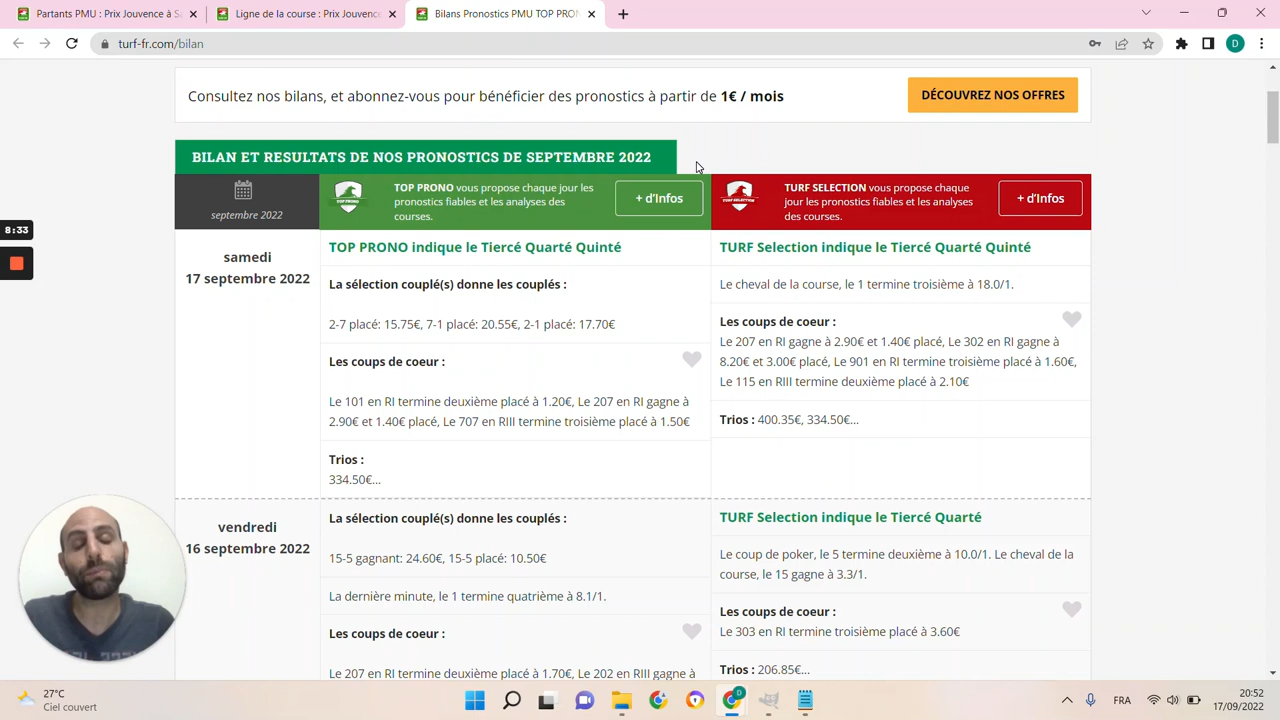 Partants PMU : Prix Jouvence à S
Ligne de la course : Prix Jouvence
Bilans Pronostics PMU TOP PRON
turf-fr.com/bilan
D
Consultez nos bilans, et abonnez-vous pour bénéficier des pronostics à partir de 1€ / mois
DÉCOUVREZ NOS OFFRES
BILAN ET RESULTATS DE NOS PRONOSTICS DE SEPTEMBRE 2022
septembre 2022
TOP PRONO
TOP PRONO vous propose chaque jour les
pronostics fiables et les analyses des
courses.
+ d'Infos
TURF SELECTION
TURF SELECTION vous propose chaque
jour les pronostics fiables et les analyses
des courses.
+ d'Infos
8:33
samedi
17 septembre 2022
TOP PRONO indique le Tiercé Quarté Quinté
La sélection couplé(s) donne les couplés :
2-7 placé: 15.75€, 7-1 placé: 20.55€, 2-1 placé: 17.70€
Les coups de coeur :
Le 101 en RI termine deuxième placé à 1.20€, Le 207 en RI gagne à
2.90€ et 1.40€ placé, Le 707 en RIII termine troisième placé à 1.50€
Trios :
334.50€...
TURF Selection indique le Tiercé Quarté Quinté
Le cheval de la course, le 1 termine troisième à 18.0/1.
Les coups de coeur :
Le 207 en RI gagne à 2.90€ et 1.40€ placé, Le 302 en RI gagne à
8.20€ et 3.00€ placé, Le 901 en RI termine troisième placé à 1.60€,
Le 115 en RIII termine deuxième placé à 2.10€
Trios : 400.35€, 334.50€...
vendredi
16 septembre 2022
La sélection couplé(s) donne les couplés :
15-5 gagnant: 24.60€, 15-5 placé: 10.50€
La dernière minute, le 1 termine quatrième à 8.1/1.
Les coups de coeur :
Le 207 en RI termine deuxième placé à 1.70€, Le 202 en RIII gagne à
TURF Selection indique le Tiercé Quarté
Le coup de poker, le 5 termine deuxième à 10.0/1. Le cheval de la
course, le 15 gagne à 3.3/1.
Les coups de coeur :
Le 303 en RI termine troisième placé à 3.60€
Trios : 206.85€...
27°C
Ciel couvert
D
FRA
20:52
17/09/2022